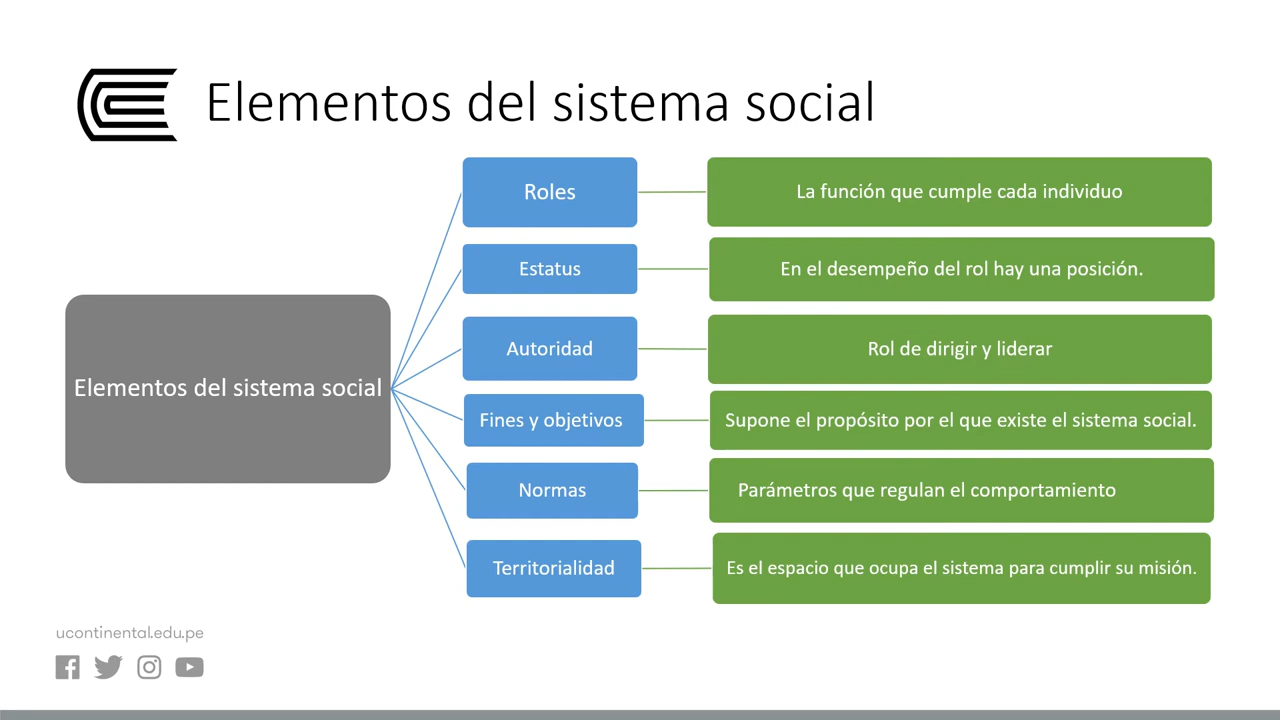 Elementos del sistema social
Elementos del sistema social
Roles
La función que cumple cada individuo
Estatus
En el desempeño del rol hay una posición.
Autoridad
Rol de dirigir y liderar
Fines y objetivos
Supone el propósito por el que existe el sistema social.
Normas
Parámetros que regulan el comportamiento
Territorialidad
Es el espacio que ocupa el sistema para cumplir su misión.
ucontinental.edu.pe